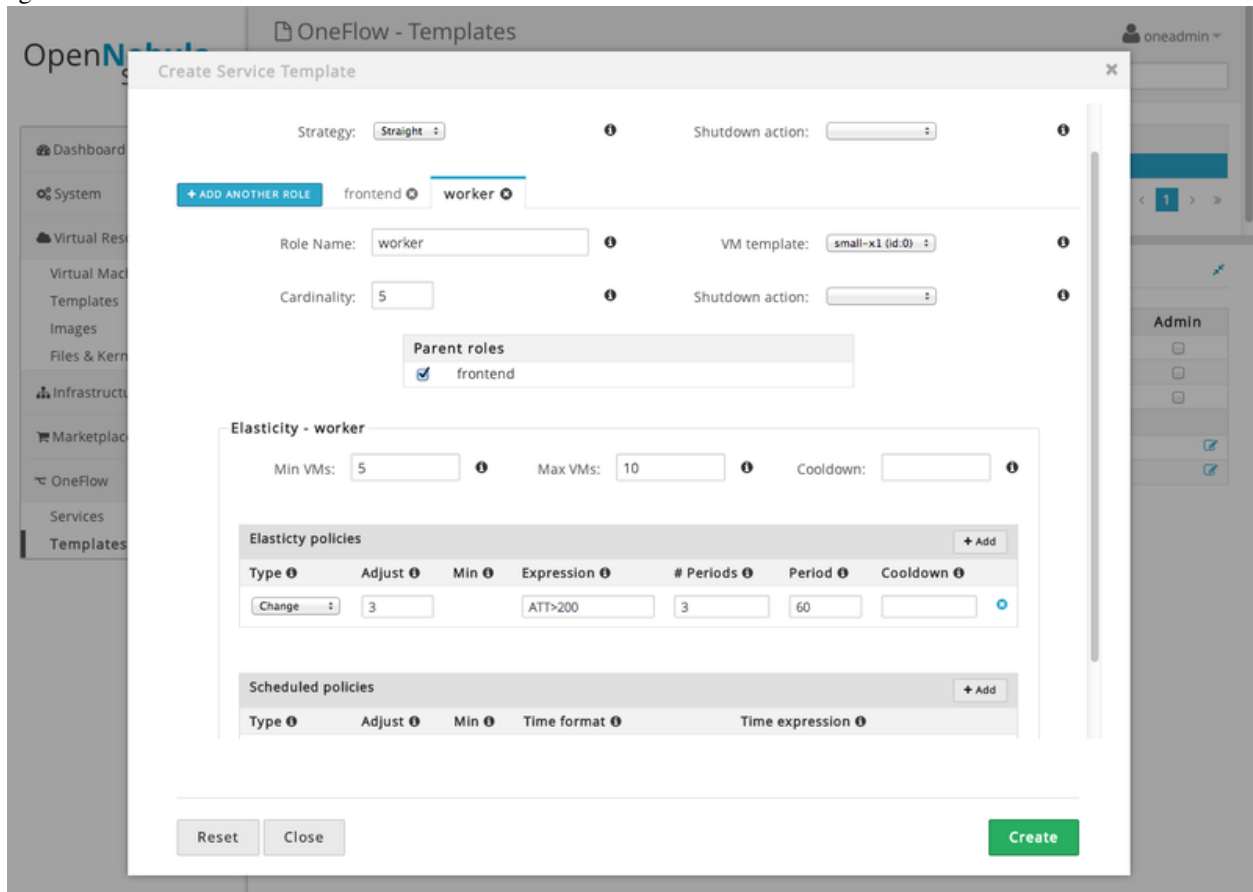 OneFlow - Templates
oneadmin
OpenN
Create Service Template
Strategy: Straight Shutdown action:
Dashboard
System
+ ADD ANOTHER ROLE frontend worker
< 1 > »
Virtual Res
Role Name: worker VM template: small-x1 (id:0)
Virtual Mac
Templates
Cardinality: 5 Shutdown action:
Images
Admin
Files & Kern
Parent roles
frontend
Infrastructu
Elasticity - worker
Marketplac
Min VMs: 5 Max VMs: 10 Cooldown:
OneFlow
Services
Templates
Elasticty policies + Add
Type Adjust Min Expression # Periods Period Cooldown
Change 3 ATT>200 3 60
Scheduled policies + Add
Type Adjust Min Time format Time expression
Reset Close Create